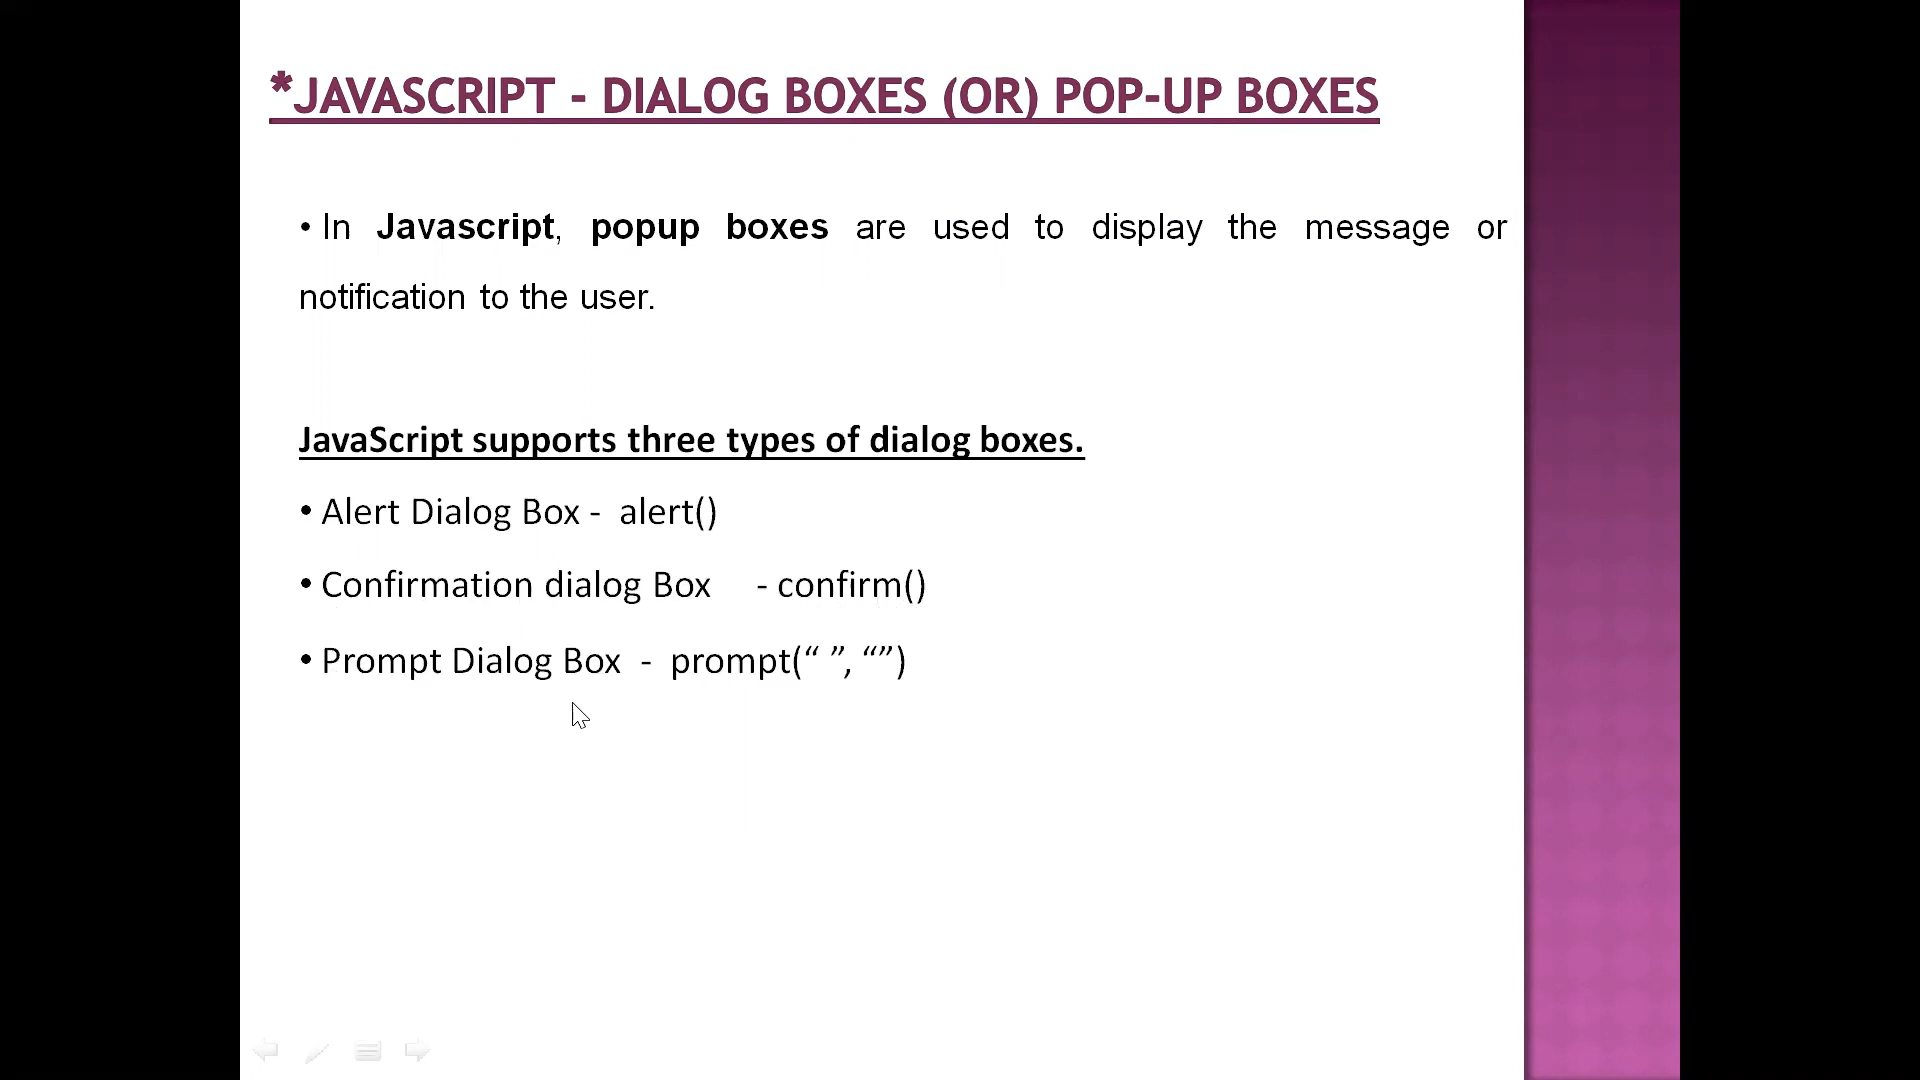 *JAVASCRIPT - DIALOG BOXES (OR) POP-UP BOXES
• In Javascript, popup boxes are used to display the message or
notification to the user.
JavaScript supports three types of dialog boxes.
• Alert Dialog Box - alert()
• Confirmation dialog Box - confirm()
• Prompt Dialog Box - prompt(“ ”, “”)